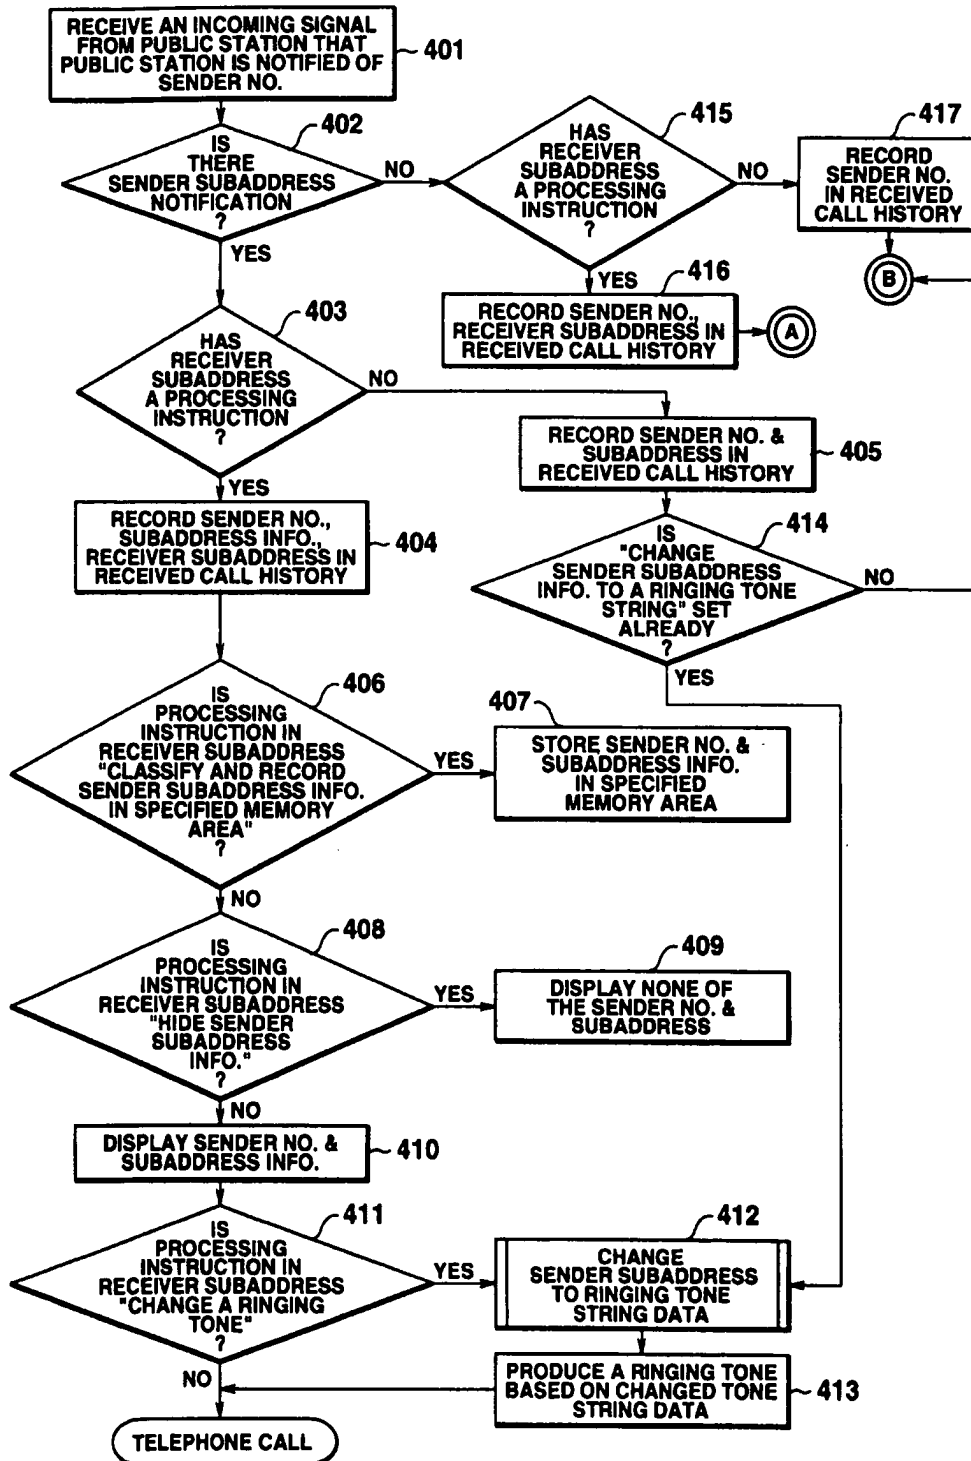 RECEIVE AN INCOMING SIGNAL
FROM PUBLIC STATION THAT
PUBLIC STATION IS NOTIFIED OF
SENDER NO.
401
402
IS
THERE
SENDER SUBADDRESS
NOTIFICATION
?
NO
YES
415
HAS
RECEIVER
SUBADDRESS
A PROCESSING
INSTRUCTION
?
NO
YES
417
RECORD
SENDER NO.
IN RECEIVED
CALL HISTORY
B
416
RECORD SENDER NO.,
RECEIVER SUBADDRESS IN
RECEIVED CALL HISTORY
A
403
HAS
RECEIVER
SUBADDRESS
A PROCESSING
INSTRUCTION
?
NO
YES
RECORD SENDER NO. &
SUBADDRESS IN
RECEIVED CALL HISTORY
405
RECORD SENDER NO.,
SUBADDRESS INFO.,
RECEIVER SUBADDRESS IN
RECEIVED CALL HISTORY
404
414
IS
"CHANGE
SENDER SUBADDRESS
INFO. TO A RINGING TONE
STRING" SET
ALREADY
?
NO
YES
406
IS
PROCESSING
INSTRUCTION IN
RECEIVER SUBADDRESS
"CLASSIFY AND RECORD
SENDER SUBADDRESS INFO.
IN SPECIFIED MEMORY
AREA"
?
YES
NO
407
STORE SENDER NO. &
SUBADDRESS INFO.
IN SPECIFIED
MEMORY AREA
408
IS
PROCESSING
INSTRUCTION IN
RECEIVER SUBADDRESS
"HIDE SENDER
SUBADDRESS
INFO."
?
YES
NO
409
DISPLAY NONE OF
THE SENDER NO. &
SUBADDRESS
DISPLAY SENDER NO. &
SUBADDRESS INFO.
410
411
IS
PROCESSING
INSTRUCTION IN
RECEIVER SUBADDRESS
"CHANGE A RINGING
TONE"
?
YES
NO
412
CHANGE
SENDER SUBADDRESS
TO RINGING TONE
STRING DATA
PRODUCE A RINGING TONE
BASED ON CHANGED TONE
STRING DATA
413
TELEPHONE CALL